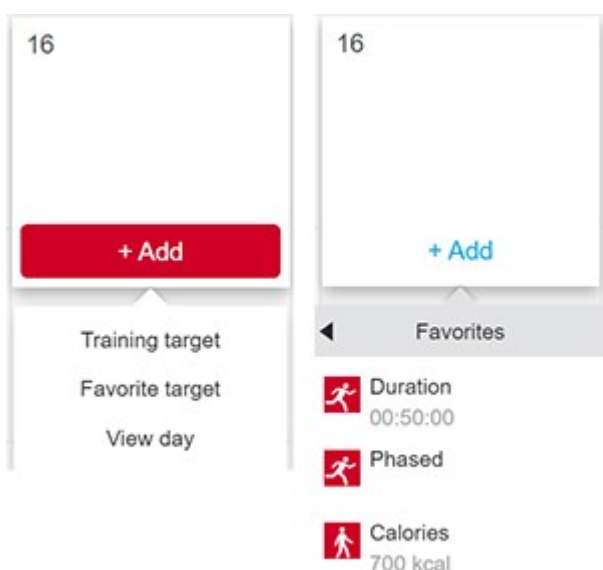 16
+ Add
Training target
Favorite target
View day
16
+ Add
Favorites
Duration
00:50:00
Phased
Calories
700 kcal